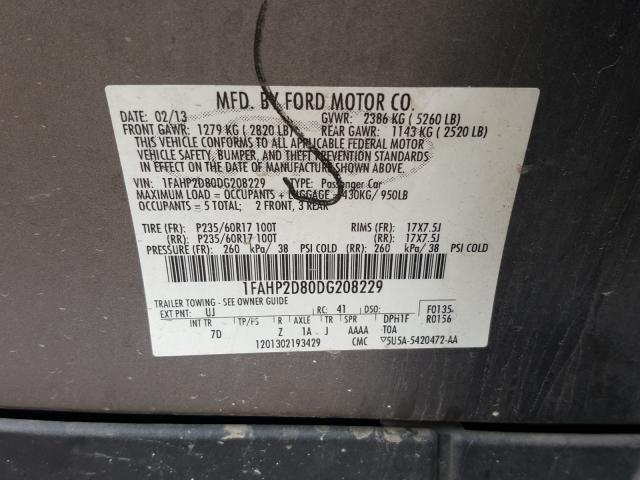 MFD. BY FORD MOTOR CO.
DATE: 02/13 GVWR: 2386 KG ( 5260 LB)
FRONT GAWR: 1279 KG ( 2820 LB) REAR GAWR: 1143 KG ( 2520 LB)
THIS VEHICLE CONFORMS TO ALL APPLICABLE FEDERAL MOTOR
VEHICLE SAFETY, BUMPER, AND THEFT PREVENTION STANDARDS
IN EFFECT ON THE DATE OF MANUFACTURE SHOWN ABOVE.
VIN: 1FAHP2D80DG208229 TYPE: Passenger Car
MAXIMUM LOAD = OCCUPANTS + LUGGAGE = 430KG/ 950LB
OCCUPANTS = 5 TOTAL; 2 FRONT, 3 REAR
TIRE (FR): P235/60R17 100T RIMS (FR): 17X7.5J
(RR): P235/60R17 100T (RR): 17X7.5J
PRESSURE (FR): 260 kPa/ 38 PSI COLD (RR): 260 kPa/ 38 PSI COLD
1FAHP2D80DG208229
TRAILER TOWING - SEE OWNER GUIDE
EXT PNT: UJ RC: 41 DSO: F0135
INT TR TP/PS R AXLE TR SPR DPH1F R0156
7D Z 1A J AAAA TOA
1201302193429 CMC ▽5U5A-5420472-AA